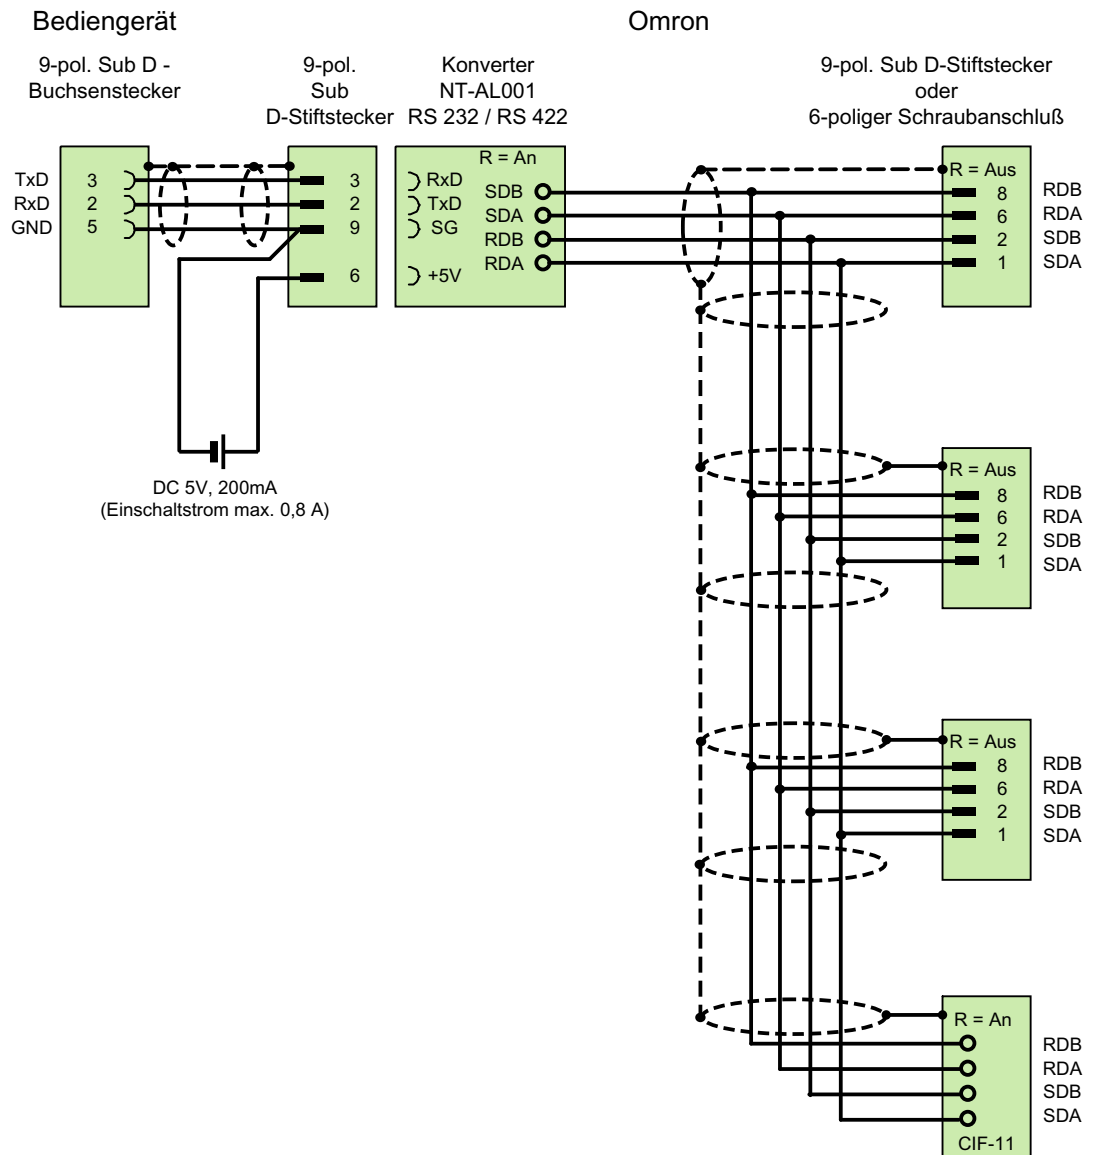 Bediengerät
Omron
9-pol. Sub D -
Buchsenstecker
9-pol.
Sub
D-Stiftstecker
Konverter
NT-AL001
RS 232 / RS 422
9-pol. Sub D-Stiftstecker
oder
6-poliger Schraubanschluß
TxD 3
RxD 2
GND 5
3
2
9
6
R = An
RxD SDB
TxD SDA
SG RDB
RDA
+5V
R = Aus
8 RDB
6 RDA
2 SDB
1 SDA
DC 5V, 200mA
(Einschaltstrom max. 0,8 A)
R = Aus
8 RDB
6 RDA
2 SDB
1 SDA
R = Aus
8 RDB
6 RDA
2 SDB
1 SDA
R = An
RDB
RDA
SDB
SDA
CIF-11